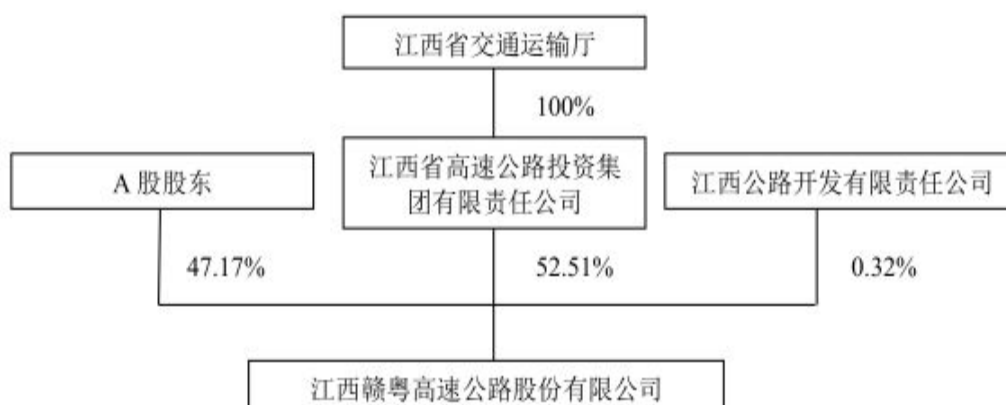 江西省交通运输厅
100%
A 股股东
江西省高速公路投资集
团有限责任公司
江西公路开发有限责任公司
47.17%
52.51%
0.32%
江西赣粤高速公路股份有限公司